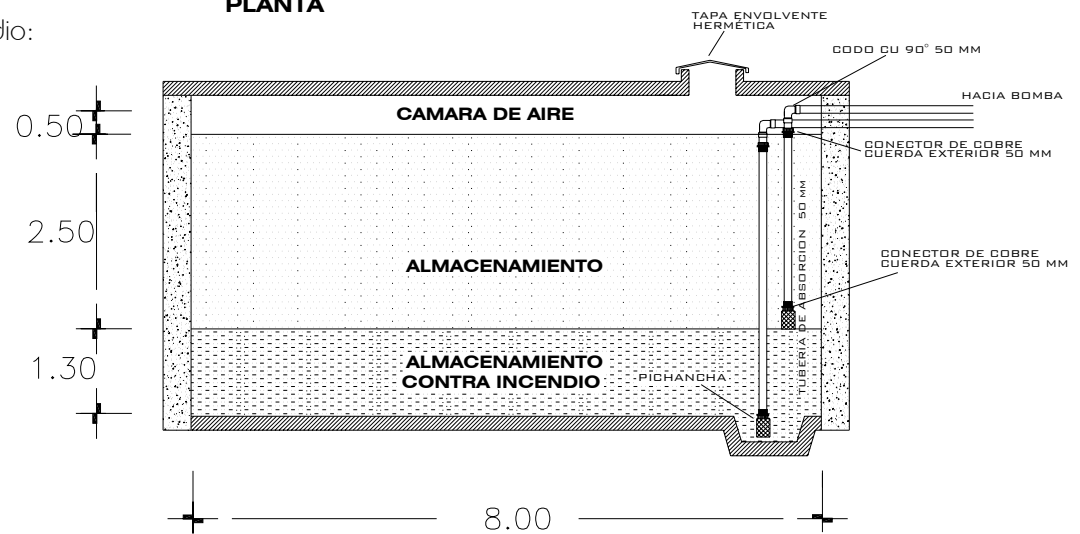 PLANTA
dio:
TAPA ENVOLVENTE
HERMÉTICA
CODO CU 90° 50 MM
HACIA BOMBA
CAMARA DE AIRE
0.50
CONECTOR DE COBRE
CUERDA EXTERIOR 50 MM
2.50
TUBERIA DE ABSORCION 50 MM
CONECTOR DE COBRE
CUERDA EXTERIOR 50 MM
ALMACENAMIENTO
1.30
ALMACENAMIENTO
CONTRA INCENDIO
PICHANCHA
8.00